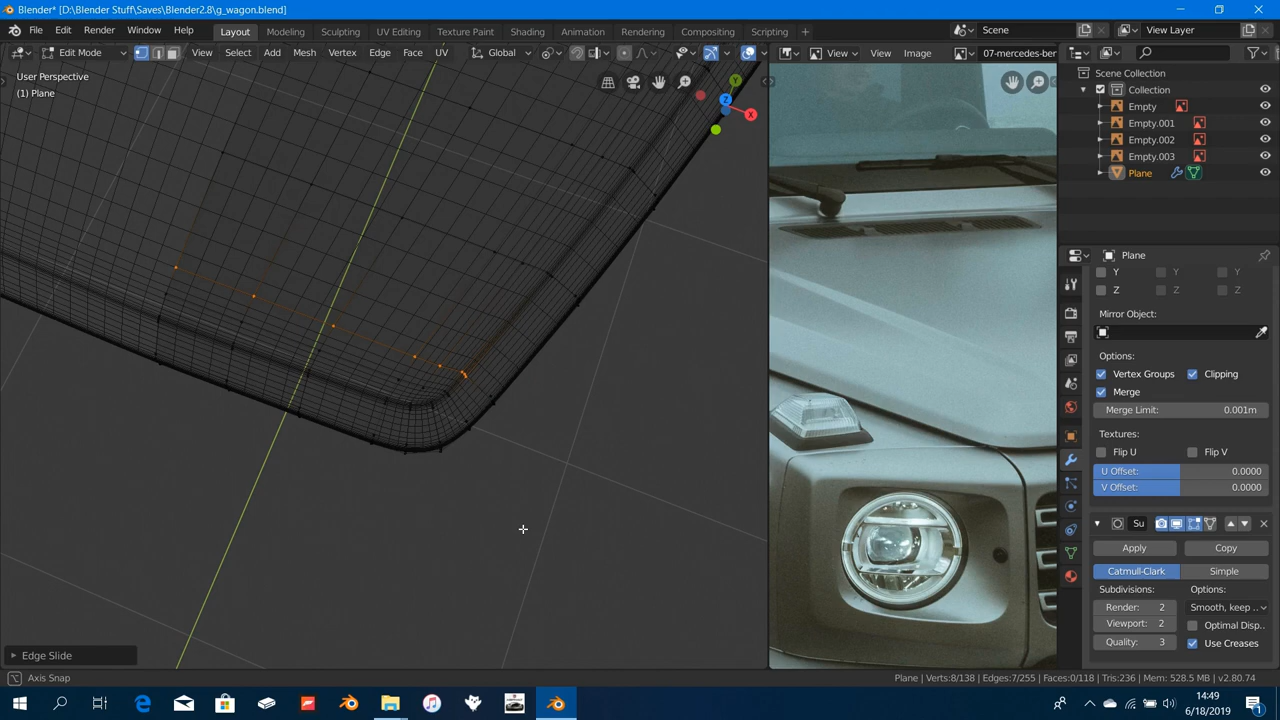 Blender* [D:\Blender Stuff\Saves\Blender2.8\g_wagon.blend]
File Edit Render Window Help Layout Modeling Sculpting UV Editing Texture Paint Shading Animation Rendering Compositing Scripting + Scene View Layer
Edit Mode View Select Add Mesh Vertex Edge Face UV Global View View Image 07-mercedes-ber
User Perspective
(1) Plane
Y
Z
X
Scene Collection
Collection
Empty
Empty.001
Empty.002
Empty.003
Plane
Plane
Y Z Z
Z Z Z
Mirror Object:
Options:
Vertex Groups Clipping
Merge
Merge Limit: 0.001m
Textures:
Flip U Flip V
U Offset: 0.0000
V Offset: 0.0000
Su
Apply Copy
Catmull-Clark Simple
Subdivisions: Options:
Render: 2 Smooth, keep ..
Viewport: 2 Optimal Disp..
Quality: 3 Use Creases
Edge Slide
Axis Snap
Plane | Verts:8/138 | Edges:7/255 | Faces:0/118 | Tris:236 | Mem: 528.5 MB | v2.80.74
14:49
6/18/2019